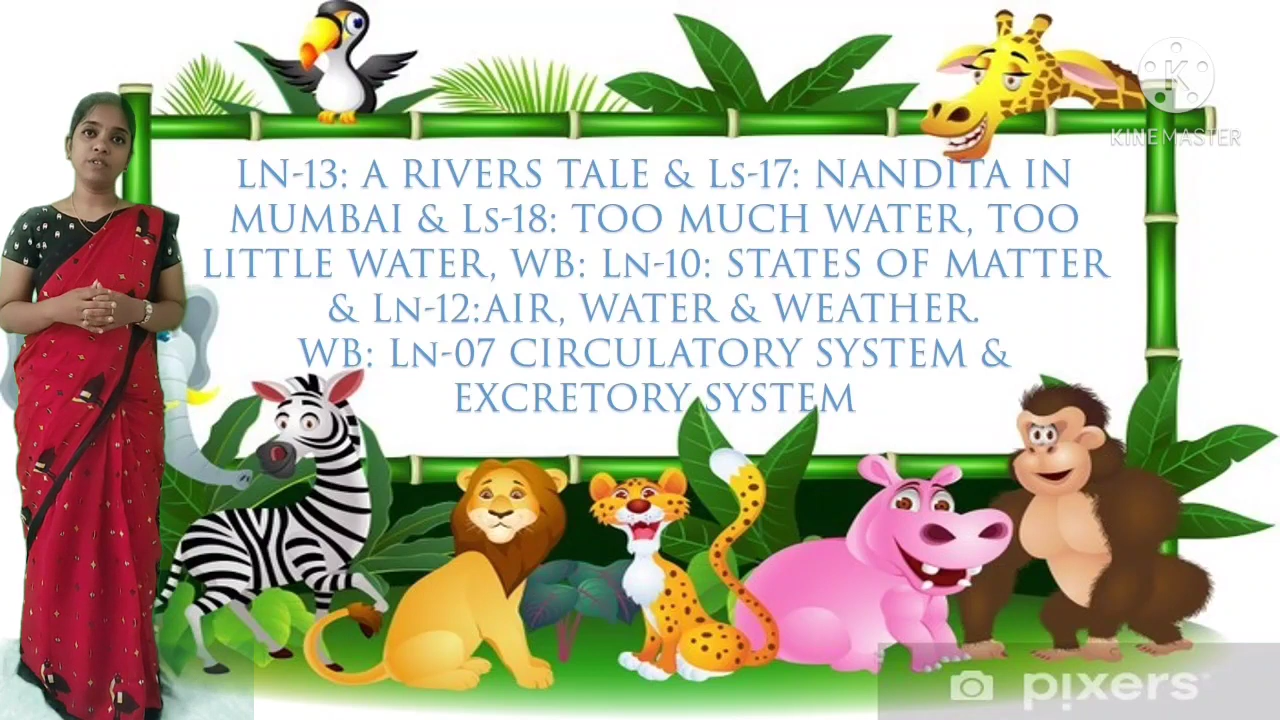 KINEMASTER
LN-13: A RIVERS TALE & Ls-17: NANDITA IN
MUMBAI & Ls-18: TOO MUCH WATER, TOO
LITTLE WATER, WB: Ln-10: STATES OF MATTER
& Ln-12:AIR, WATER & WEATHER.
WB: Ln-07 CIRCULATORY SYSTEM &
EXCRETORY SYSTEM
pixers